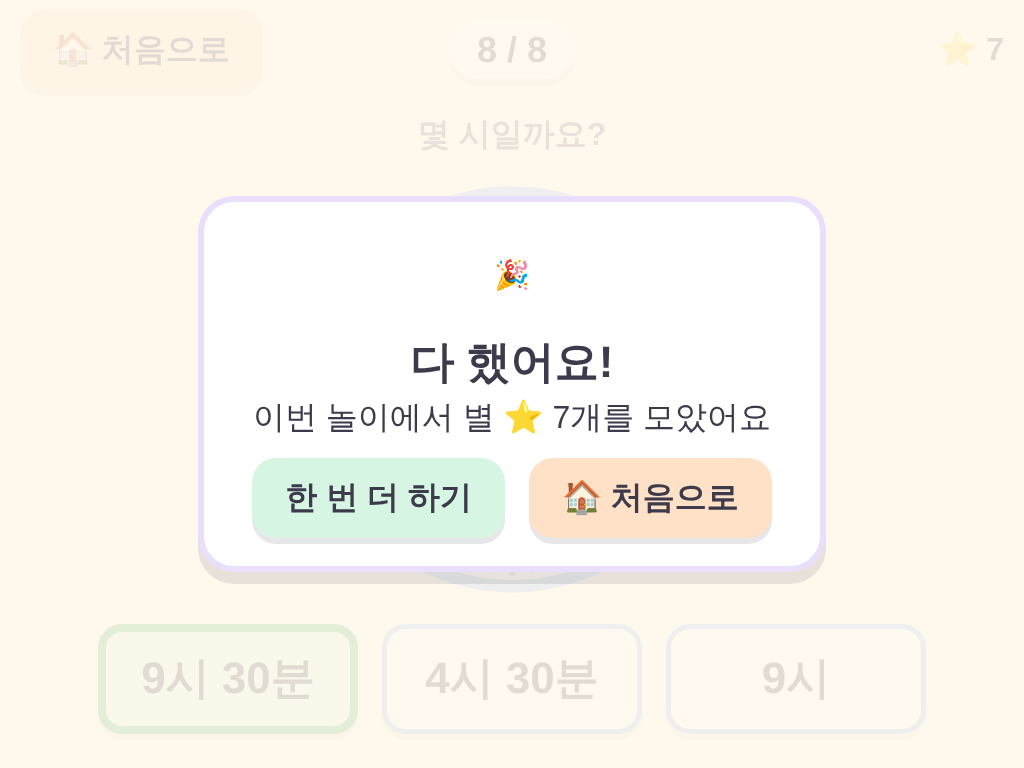 🏠 처음으로
8 / 8
⭐ 7
몇 시일까요?
🎉
다 했어요!
이번 놀이에서 별 ⭐ 7개를 모았어요
한 번 더 하기
🏠 처음으로
9시 30분
4시 30분
9시